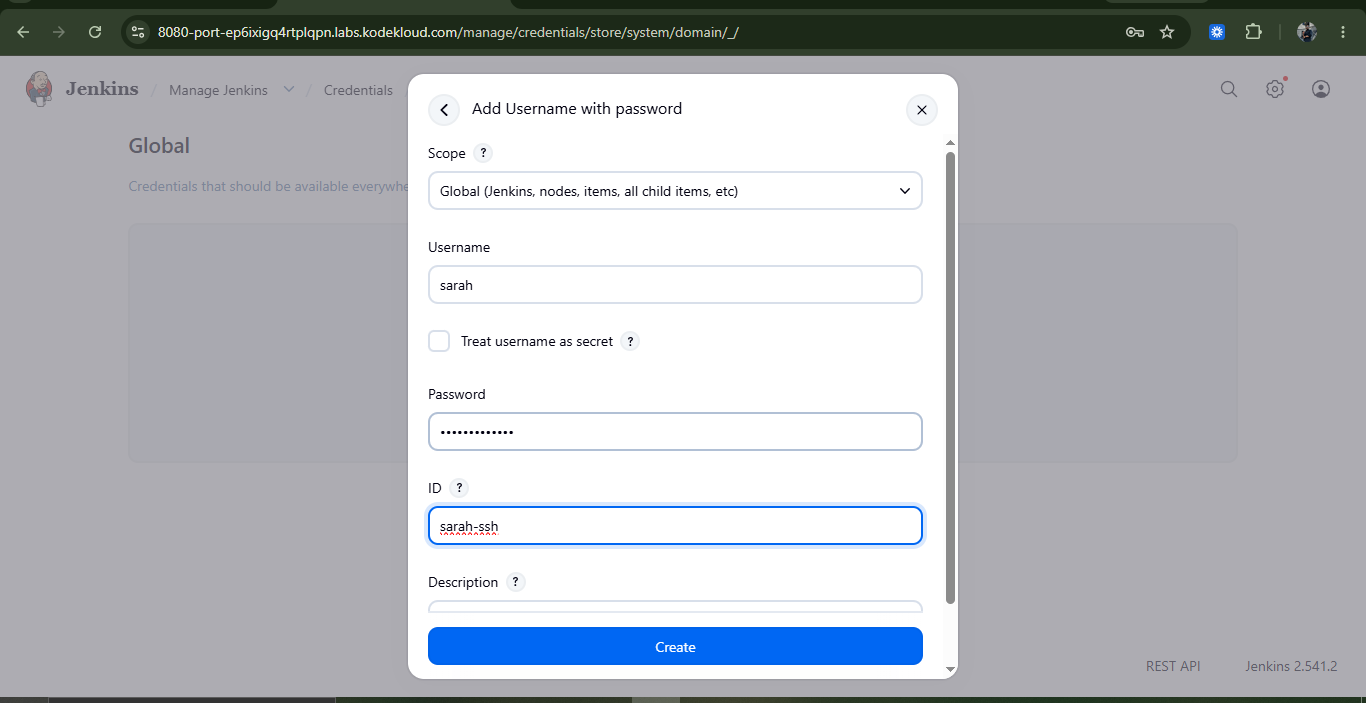 8080-port-ep6ixigq4rtplqpn.labs.kodekloud.com/manage/credentials/store/system/domain/_/
Jenkins / Manage Jenkins / Credentials
Global
Credentials that should be available everywhe
Add Username with password
Scope ?
Global (Jenkins, nodes, items, all child items, etc)
Username
sarah
Treat username as secret ?
Password
•••••••••••••
ID ?
sarah-ssh
Description ?
Create
REST API Jenkins 2.541.2